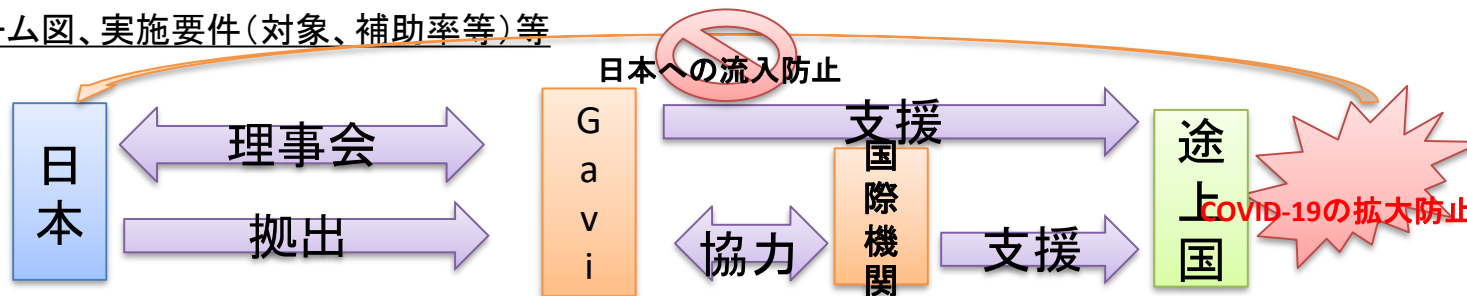 ーム図、実施要件（対象、補助率等）等
日本への流入防止
日本
理事会
拠出
Gavi
支援
協力
国際機関
支援
途上国
COVID-19の拡大防止